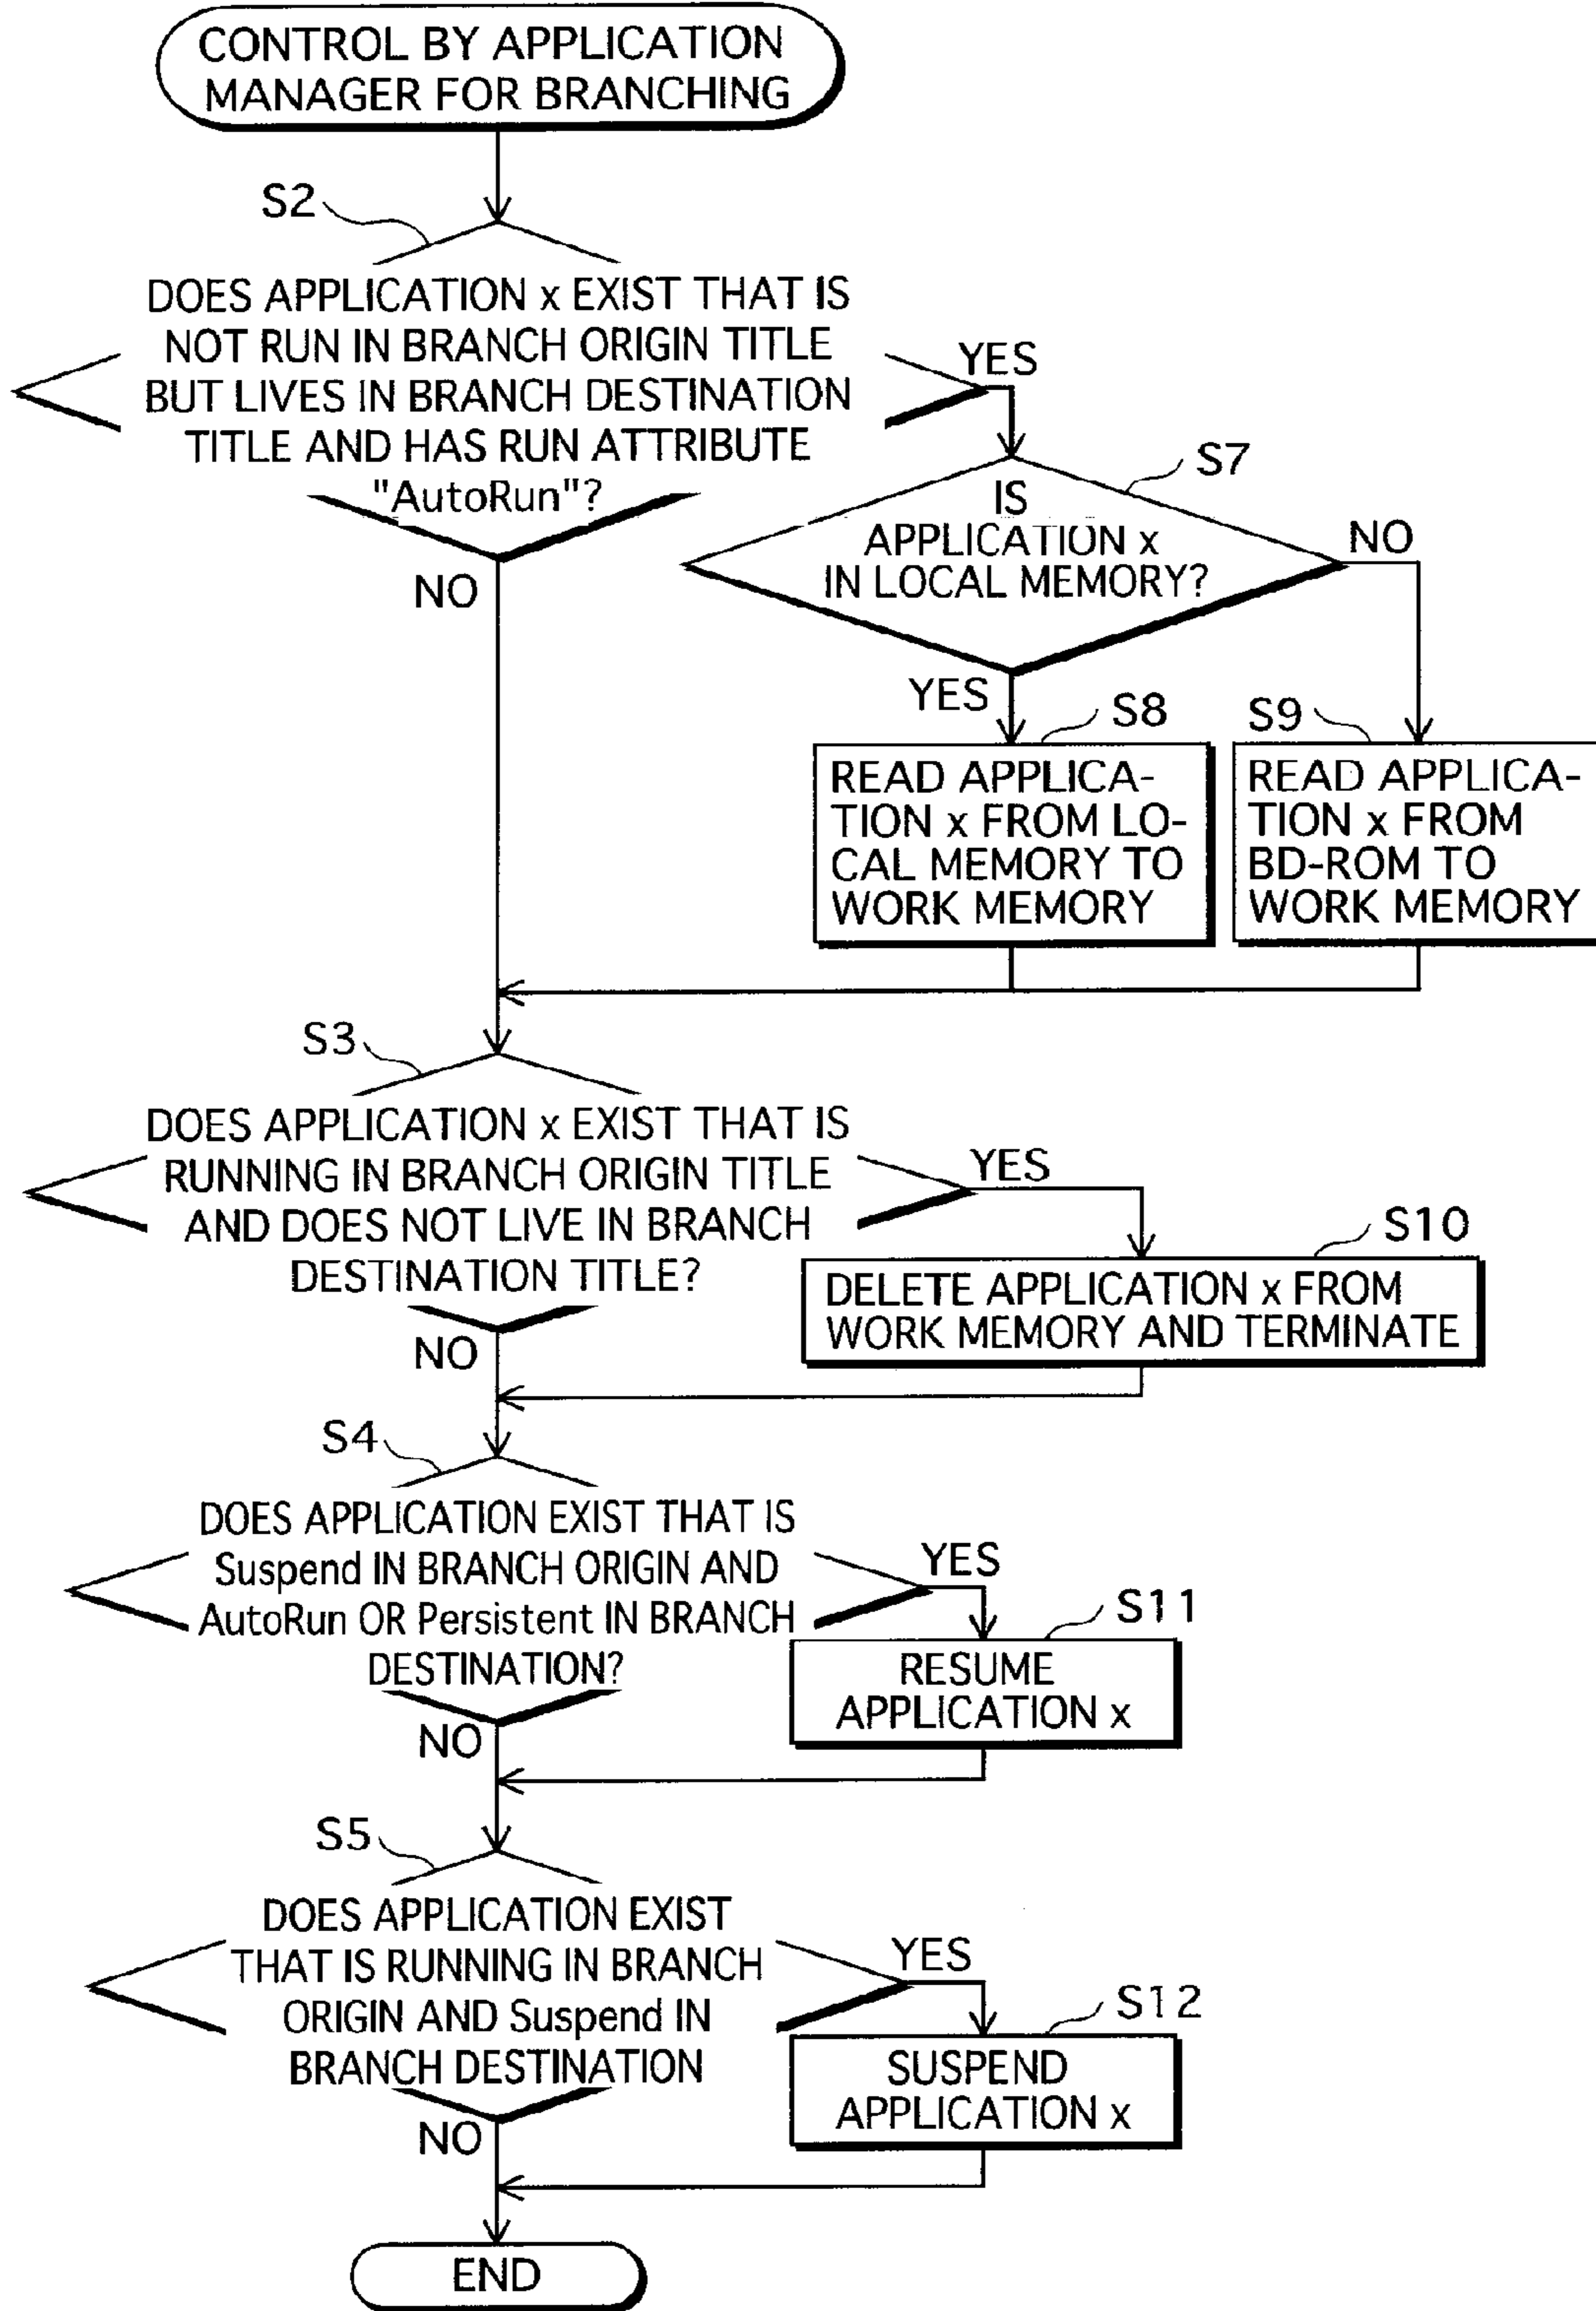 CONTROL BY APPLICATION
MANAGER FOR BRANCHING
S2
DOES APPLICATION x EXIST THAT IS
NOT RUN IN BRANCH ORIGIN TITLE
BUT LIVES IN BRANCH DESTINATION
TITLE AND HAS RUN ATTRIBUTE
"AutoRun"?
YES
NO
S7
IS
APPLICATION x
IN LOCAL MEMORY?
NO
YES
S8
READ APPLICA-
TION x FROM LO-
CAL MEMORY TO
WORK MEMORY
S9
READ APPLICA-
TION x FROM
BD-ROM TO
WORK MEMORY
S3
DOES APPLICATION x EXIST THAT IS
RUNNING IN BRANCH ORIGIN TITLE
AND DOES NOT LIVE IN BRANCH
DESTINATION TITLE?
YES
NO
S10
DELETE APPLICATION x FROM
WORK MEMORY AND TERMINATE
S4
DOES APPLICATION EXIST THAT IS
Suspend IN BRANCH ORIGIN AND
AutoRun OR Persistent IN BRANCH
DESTINATION?
YES
NO
S11
RESUME
APPLICATION x
S5
DOES APPLICATION EXIST
THAT IS RUNNING IN BRANCH
ORIGIN AND Suspend IN
BRANCH DESTINATION
YES
NO
S12
SUSPEND
APPLICATION x
END